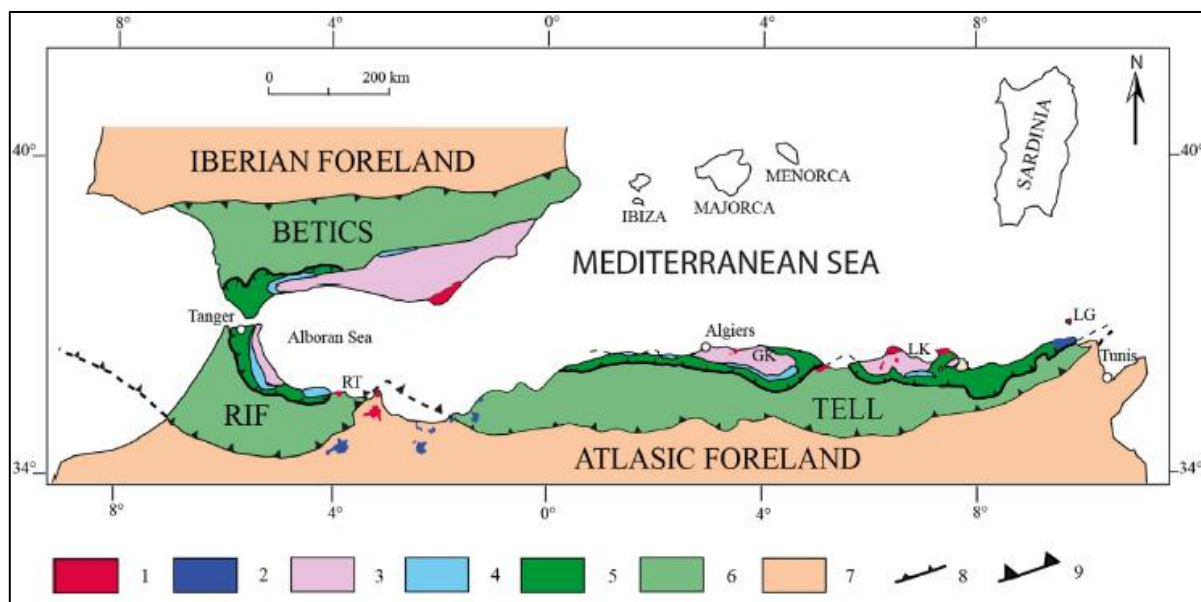 8° 4° 0° 4° 8°
0 200 km
N
40° 40°
IBERIAN FORELAND
SARDINIA
MENORCA
MAJORCA
IBIZA
BETICS
MEDITERRANEAN SEA
Tanger
Alboran Sea
Algiers
LG
GK
LK
Tunis
RT
RIF
TELL
ATLASIC FORELAND
34° 34°
8° 4° 0° 4° 8°
1 2 3 4 5 6 7 8 9